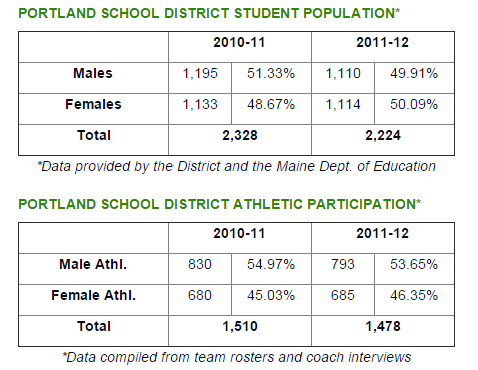 PORTLAND SCHOOL DISTRICT STUDENT POPULATION*
2010-11 2011-12
Males 1,195 51.33% 1,110 49.91%
Females 1,133 48.67% 1,114 50.09%
Total 2,328 2,224
*Data provided by the District and the Maine Dept. of Education
PORTLAND SCHOOL DISTRICT ATHLETIC PARTICIPATION*
2010-11 2011-12
Male Athl. 830 54.97% 793 53.65%
Female Athl. 680 45.03% 685 46.35%
Total 1,510 1,478
*Data compiled from team rosters and coach interviews